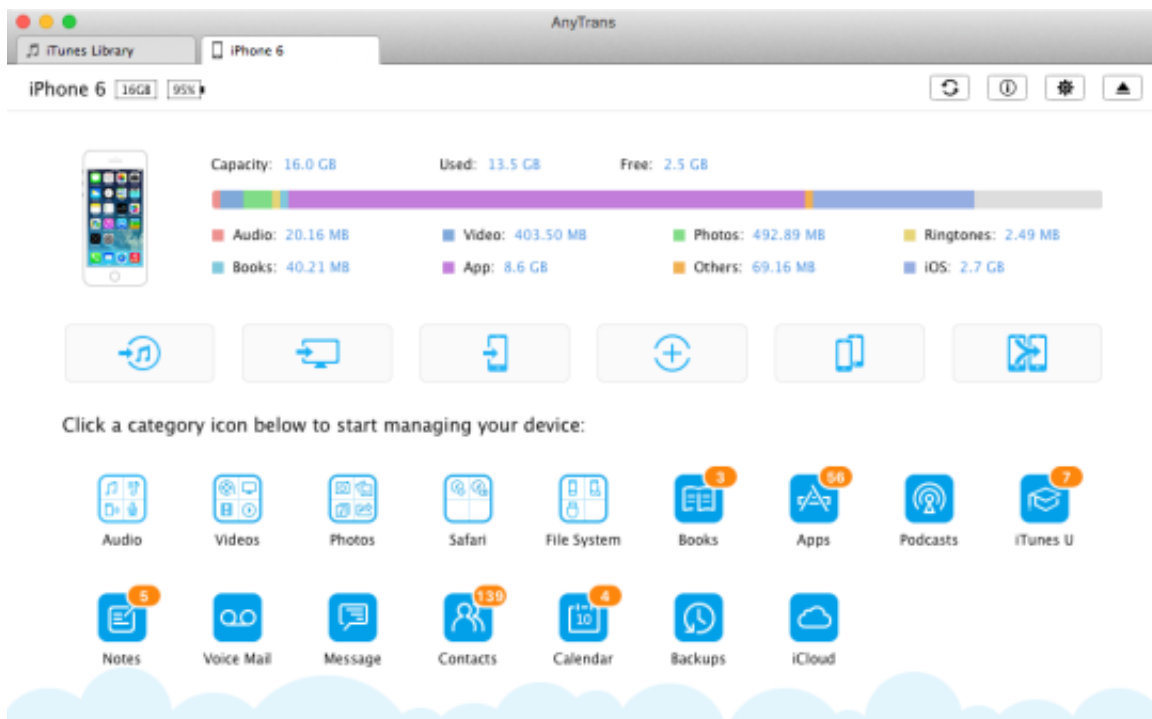 AnyTrans
iTunes Library iPhone 6
iPhone 6 16GB 95%
Capacity: 16.0 GB Used: 13.5 GB Free: 2.5 GB
Audio: 20.16 MB Video: 403.50 MB Photos: 492.89 MB Ringtones: 2.49 MB
Books: 40.21 MB App: 8.6 GB Others: 69.16 MB iOS: 2.7 GB
Click a category icon below to start managing your device:
3 56 7
Audio Videos Photos Safari File System Books Apps Podcasts iTunes U
5 139 4
10
Notes Voice Mail Message Contacts Calendar Backups iCloud